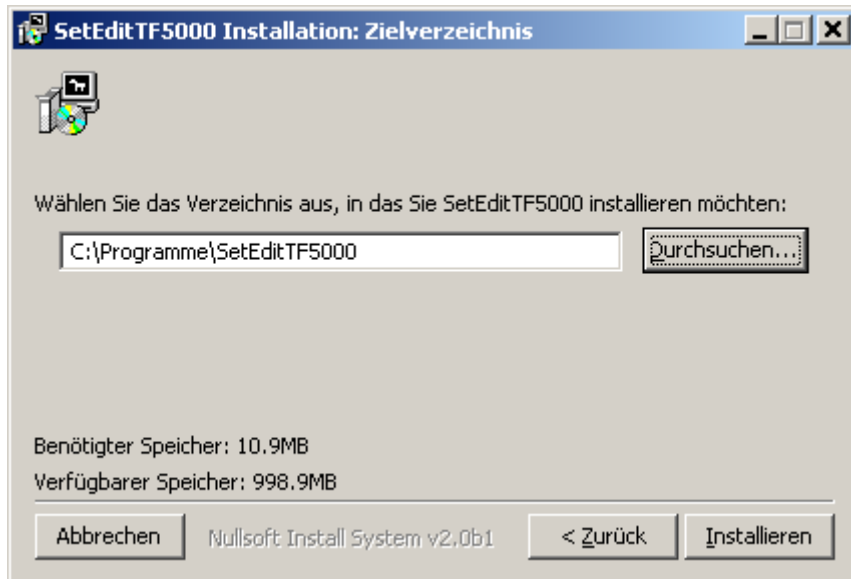 SetEditTF5000 Installation: Zielverzeichnis
Wählen Sie das Verzeichnis aus, in das Sie SetEditTF5000 installieren möchten:
C:\Programme\SetEditTF5000
Durchsuchen...
Benötigter Speicher: 10.9MB
Verfügbarer Speicher: 998.9MB
Abbrechen
Nullsoft Install System v2.0b1
< Zurück
Installieren